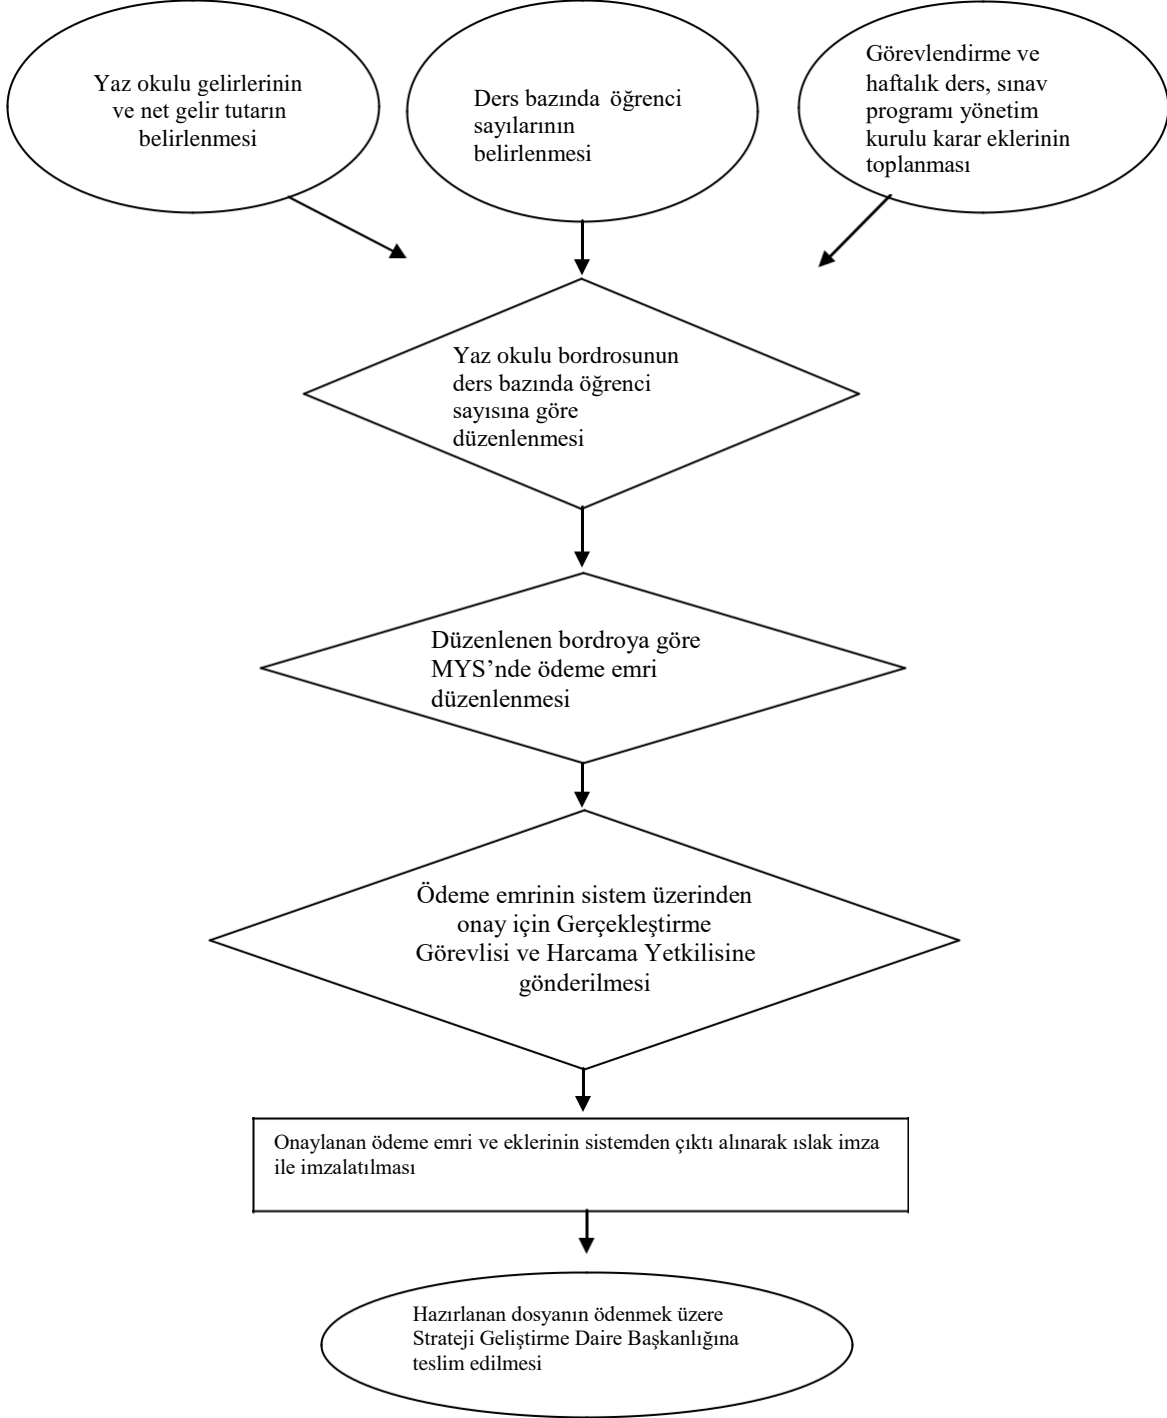 Yaz okulu gelirlerinin
ve net gelir tutarın
belirlenmesi
Ders bazında öğrenci
sayılarının
belirlenmesi
Görevlendirme ve
haftalık ders, sınav
programı yönetim
kurulu karar eklerinin
toplanması
Yaz okulu bordrosunun
ders bazında öğrenci
sayısına göre
düzenlenmesi
Düzenlenen bordroya göre
MYS’nde ödeme emri
düzenlenmesi
Ödeme emrinin sistem üzerinden
onay için Gerçekleştirme
Görevlisi ve Harcama Yetkilisine
gönderilmesi
Onaylanan ödeme emri ve eklerinin sistemden çıktı alınarak ıslak imza
ile imzalatılması
Hazırlanan dosyanın ödenmek üzere
Strateji Geliştirme Daire Başkanlığına
teslim edilmesi